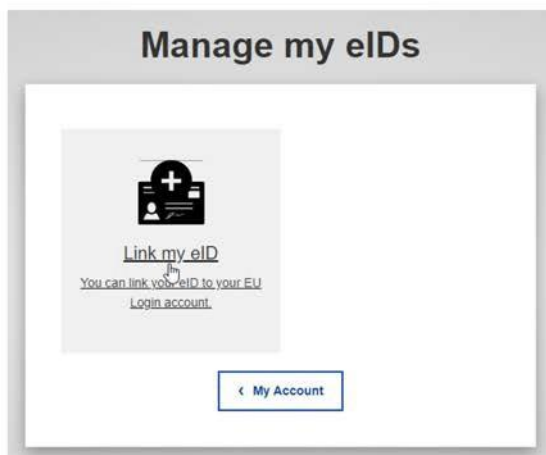 Manage my eIDs
Link my eID
You can link your eID to your EU
Login account.
‹ My Account